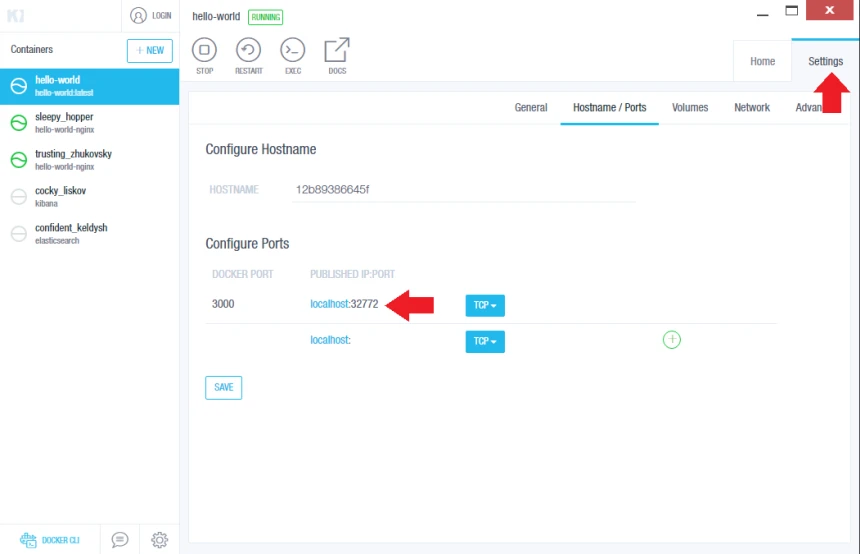 LOGIN
hello-world RUNNING
Containers
+ NEW
STOP
RESTART
EXEC
DOCS
Home
Settings
hello-world
hello-world:latest
sleepy_hopper
hello-world-nginx
trusting_zhukovsky
hello-world-nginx
cocky_liskov
kibana
confident_keldysh
elasticsearch
General
Hostname / Ports
Volumes
Network
Configure Hostname
HOSTNAME
12b89386645f
Configure Ports
DOCKER PORT
PUBLISHED IP:PORT
3000
localhost:32772
TCP
localhost:
TCP
SAVE
DOCKER CLI